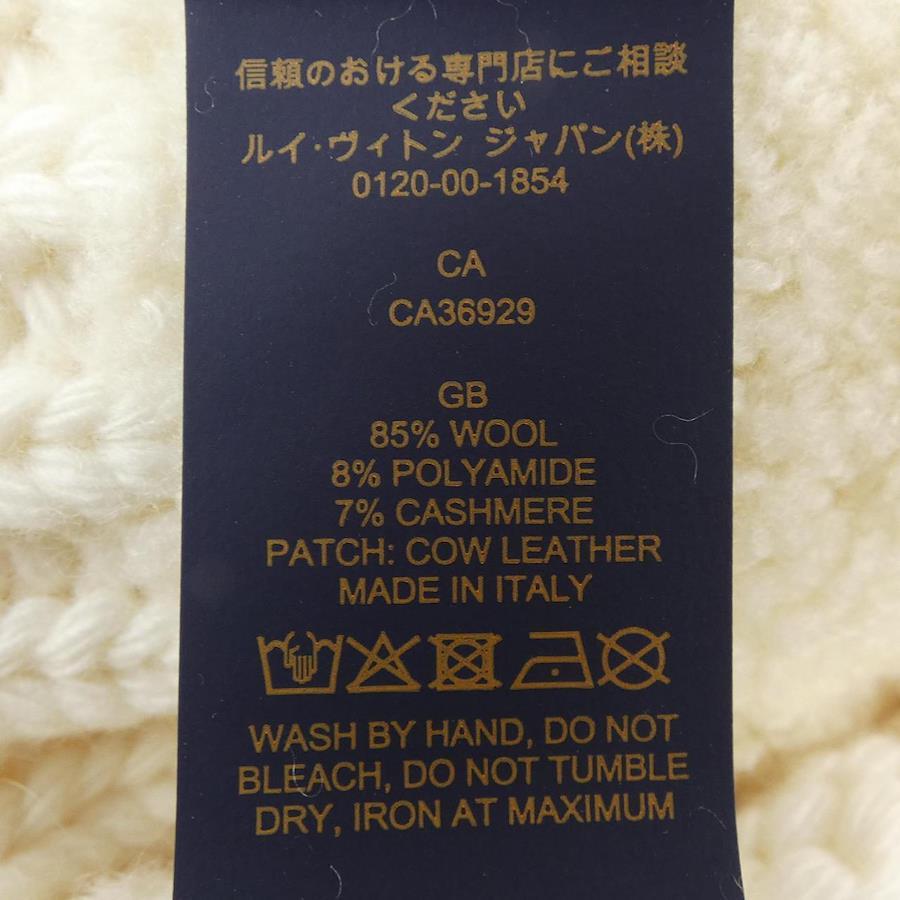 信頼のおける専門店にご相談
ください
ルイ·ヴィトン ジャパン(株)
0120-00-1854
CA
CA36929
GB
85% WOOL
8% POLYAMIDE
7% CASHMERE
PATCH: COW LEATHER
MADE IN ITALY
WASH BY HAND, DO NOT
BLEACH, DO NOT TUMBLE
DRY, IRON AT MAXIMUM